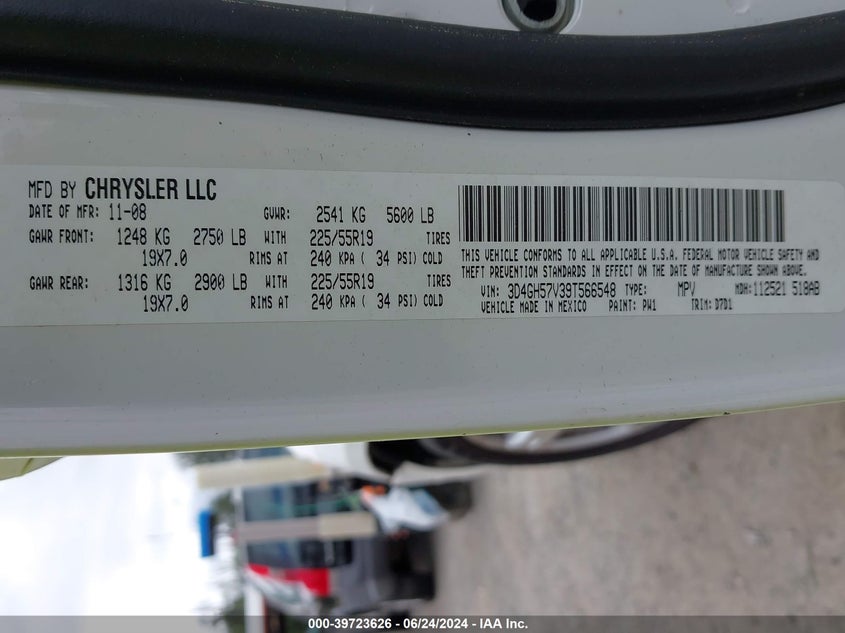 MFD BY CHRYSLER LLC
DATE OF MFR: 11-08 GVWR: 2541 KG 5600 LB
GAWR FRONT: 1248 KG 2750 LB WITH 225/55R19 TIRES
19X7.0 RIMS AT 240 KPA ( 34 PSI) COLD
GAWR REAR: 1316 KG 2900 LB WITH 225/55R19 TIRES
19X7.0 RIMS AT 240 KPA ( 34 PSI) COLD
THIS VEHICLE CONFORMS TO ALL APPLICABLE U.S.A. FEDERAL MOTOR VEHICLE SAFETY AND
THEFT PREVENTION STANDARDS IN EFFECT ON THE DATE OF MANUFACTURE SHOWN ABOVE.
VIN: 3D4GH57V39T566548 TYPE: MPV MDH: 112521 510AB
VEHICLE MADE IN MEXICO PAINT: PW1 TRIM: D7D1
000-39723626 - 06/24/2024 - IAA Inc.